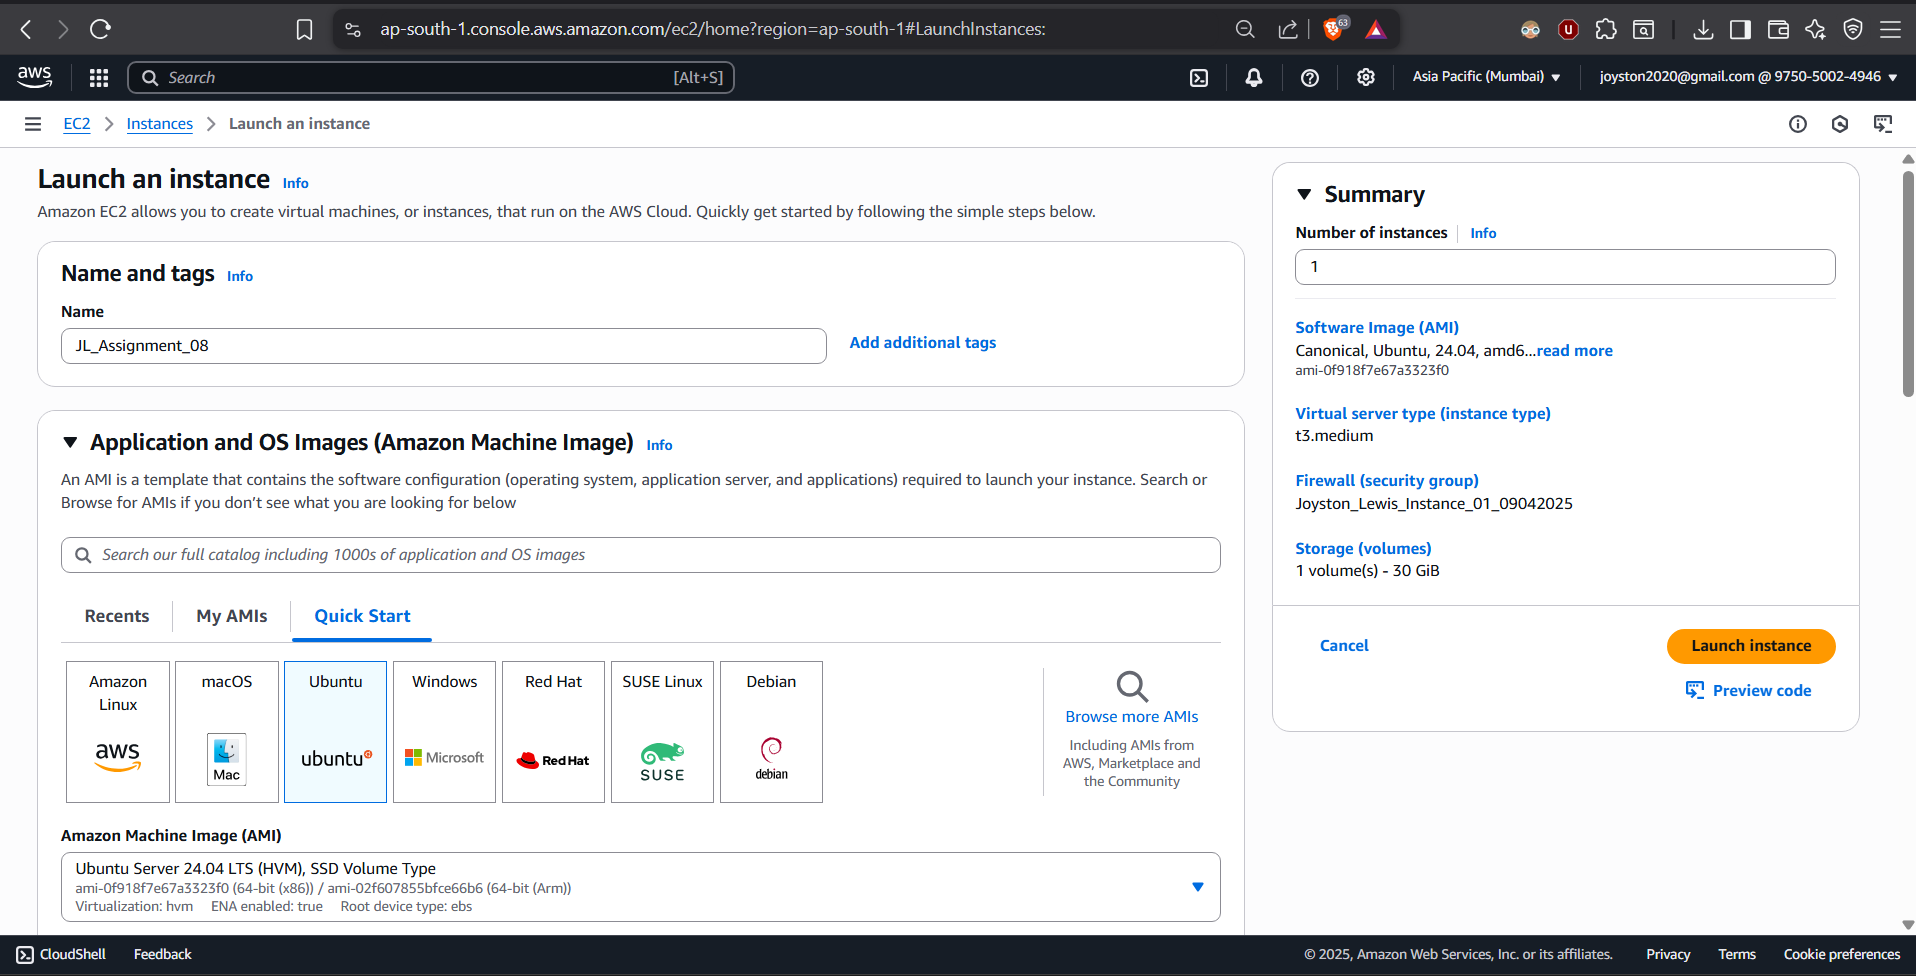 ap-south-1.console.aws.amazon.com/ec2/home?region=ap-south-1#LaunchInstances:
63
aws
Search
[Alt+S]
Asia Pacific (Mumbai)
joyston2020@gmail.com @ 9750-5002-4946
EC2
Instances
Launch an instance
Launch an instance Info
Amazon EC2 allows you to create virtual machines, or instances, that run on the AWS Cloud. Quickly get started by following the simple steps below.
Name and tags Info
Name
JL_Assignment_08
Add additional tags
Application and OS Images (Amazon Machine Image) Info
An AMI is a template that contains the software configuration (operating system, application server, and applications) required to launch your instance. Search or
Browse for AMIs if you don’t see what you are looking for below
Search our full catalog including 1000s of application and OS images
Recents
My AMIs
Quick Start
Amazon
Linux
aws
macOS
Mac
Ubuntu
ubuntu
Windows
Microsoft
Red Hat
Red Hat
SUSE Linux
SUSE
Debian
debian
Browse more AMIs
Including AMIs from
AWS, Marketplace and
the Community
Amazon Machine Image (AMI)
Ubuntu Server 24.04 LTS (HVM), SSD Volume Type
ami-0f918f7e67a3323f0 (64-bit (x86)) / ami-02f607855bfce66b6 (64-bit (Arm))
Virtualization: hvm ENA enabled: true Root device type: ebs
Summary
Number of instances Info
1
Software Image (AMI)
Canonical, Ubuntu, 24.04, amd6...read more
ami-0f918f7e67a3323f0
Virtual server type (instance type)
t3.medium
Firewall (security group)
Joyston_Lewis_Instance_01_09042025
Storage (volumes)
1 volume(s) - 30 GiB
Cancel
Launch instance
Preview code
CloudShell
Feedback
© 2025, Amazon Web Services, Inc. or its affiliates.
Privacy
Terms
Cookie preferences